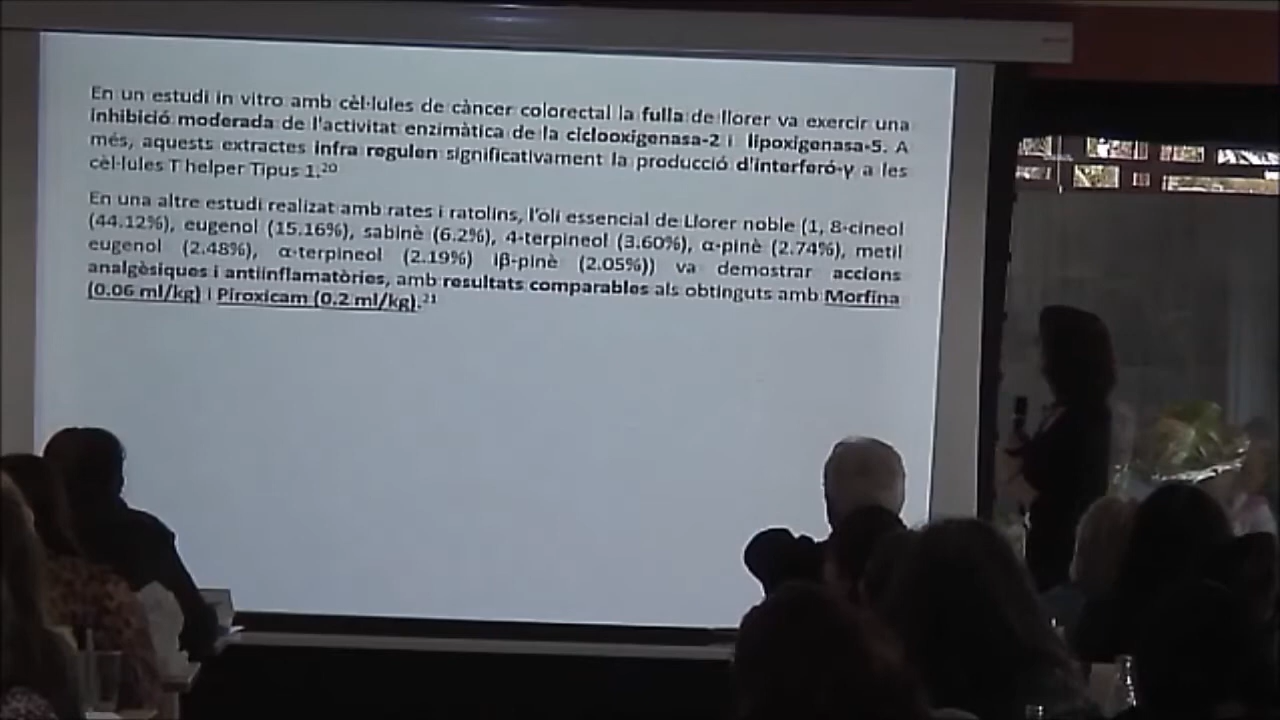 En un estudi in vitro amb cèl·lules de càncer colorectal la fulla de llorer va exercir una
inhibició moderada de l'activitat enzimàtica de la ciclooxigenasa-2 i lipoxigenasa-5. A
més, aquests extractes infra regulen significativament la producció d'interferó-γ a les
cèl·lules T helper Tipus 1.20
En una altre estudi realizat amb rates i ratolins, l'oli essencial de Llorer noble (1, 8-cineol
(44.12%), eugenol (15.16%), sabinè (6.2%), 4-terpineol (3.60%), α-pinè (2.74%), metil
eugenol (2.48%), α-terpineol (2.19%) iβ-pinè (2.05%)) va demostrar accions
analgèsiques i antiinflamatòries, amb resultats comparables als obtinguts amb Morfina
(0.06 ml/kg) i Piroxicam (0.2 ml/kg).21